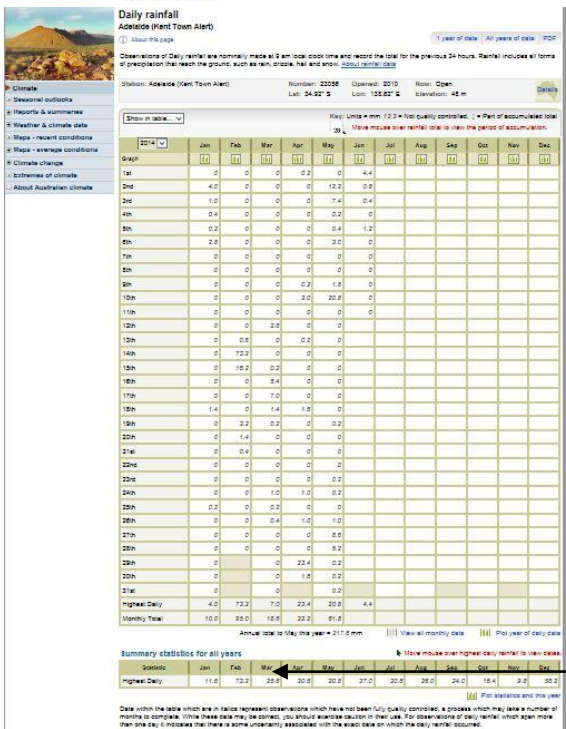 Daily rainfall
Adelaide (Kent Town Alert)
About this page
1 year of data All years of data PDF
Observations of Daily rainfall are nominally made at 9 am local clock time and record the total for the previous 24 hours. Rainfall includes all forms
of precipitation that reach the ground, such as rain, drizzle, hail and snow. About rainfall data
Climate
Seasonal outlooks
Reports & summaries
Weather & climate data
Maps - recent conditions
Maps - average conditions
Climate change
Extremes of climate
About Australian climate
Station: Adelaide (Kent Town Alert) Number: 23056 Opened: 2010 Now: Open
Lat: 34.92° S Lon: 138.62° E Elevation: 48 m
Details
Show in table...
Key: Units = mm 12.3 = Not quality controlled. ↓ = Part of accumulated total
Move mouse over rainfall total to view the period of accumulation.
2014 Jan Feb Mar Apr May Jun Jul Aug Sep Oct Nov Dec
Graph
1st 0 0 0 0.2 0 4.4
2nd 4.0 0 0 0 12.2 0.8
3rd 1.0 0 0 0 7.4 0.4
4th 0.4 0 0 0 0.2 0
5th 0.2 0 0 0 0.4 1.2
6th 2.8 0 0 0 3.0 0
7th 0 0 0 0 0 0
8th 0 0 0 0 0 0
9th 0 0 0 0.2 1.8 0
10th 0 0 0 3.0 20.8 0
11th 0 0 0 0 0 0
12th 0 0 3.8 0 0
13th 0 0.6 0 0.2 0
14th 0 73.2 0 0 0
15th 0 16.2 0.2 0 0
16th 0 0 5.4 0 0
17th 0 0 7.0 0 0
18th 1.4 0 1.4 1.8 0
19th 0 3.2 0.2 0 0.2
20th 0 1.4 0 0 0
21st 0 0.4 0 0 0
22nd 0 0 0 0 0
23rd 0 0 0 0 0.2
24th 0 0 1.0 1.0 0.2
25th 0.2 0 0.2 0 0
26th 0 0 0.4 1.0 1.0
27th 0 0 0 0
28th 0 0 0 0 5.2
29th 0 0 23.4 0.2
30th 0 0 1.8 0.2
31st 0 0 0.2
Highest Daily 4.0 73.2 7.0 23.4 20.8 4.4
Monthly Total 10.0 95.0
Annual total to May this year = 217.6 mm View all monthly data Plot year of daily data
Summary statistics for all years
Move mouse over highest daily rainfall to view dates.
Statistic Jan Feb Mar Apr May Jun Jul Aug Sep Oct Nov Dec
Highest Daily 11.6 73.2 25.6 30.8 20.8 27.0 30.8 26.0 34.0 16.4 9.8 58.2
Plot statistics and this year
Data within the table which are in italics represent observations which have not been fully quality controlled, a process which may take a number of
months to complete. While these data may be correct, you should exercise caution in their use. For observations of daily rainfall which span more
than one day it indicates that there is some uncertainty associated with the exact date on which the daily rainfall occurred.